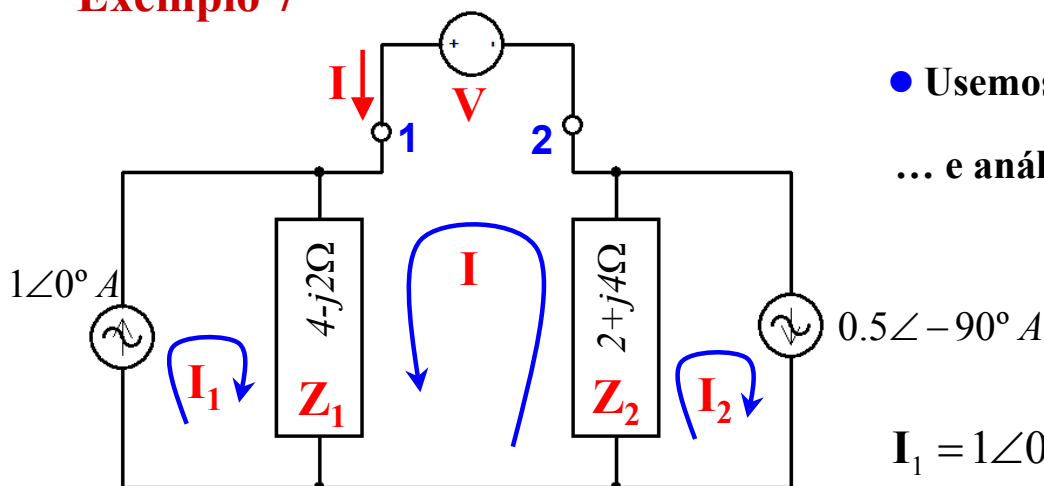 Exemplo 7
+ -
I
V
1
2
● Usemos
… e anál
4-j2Ω
I
2+j4Ω
1∠0º A
0.5∠−90º A
I₁
Z₁
Z₂
I₂
I₁ = 1∠0